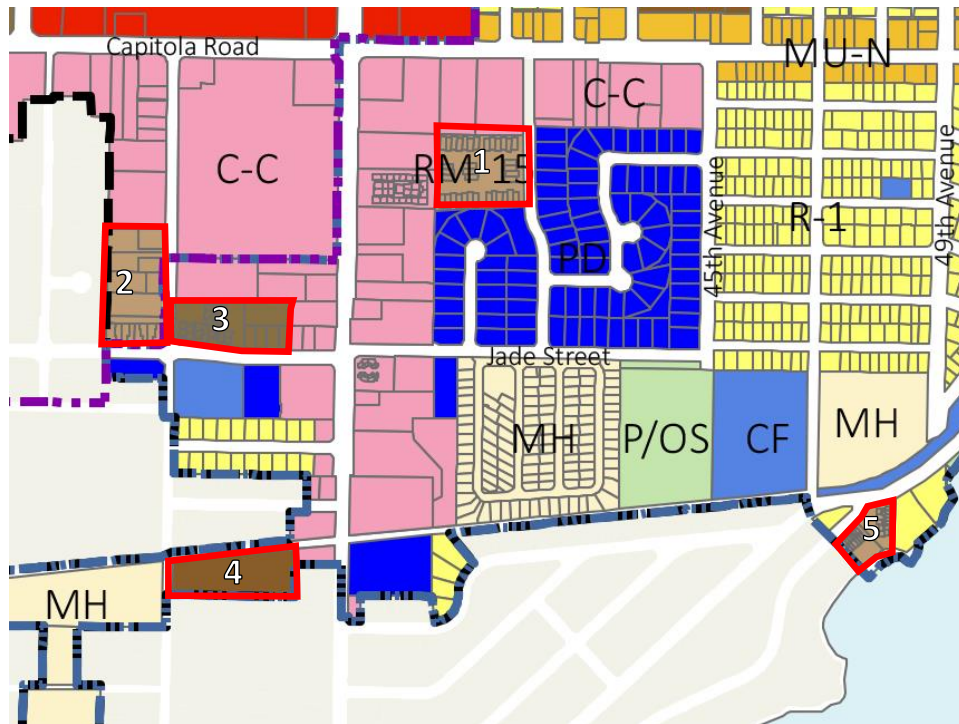 Capitola Road
MU-N
C-C
C-C
1
RM-15
45th Avenue
49th Avenue
R-1
PD
2
3
Jade Street
MH
P/OS
CF
MH
5
4
MH